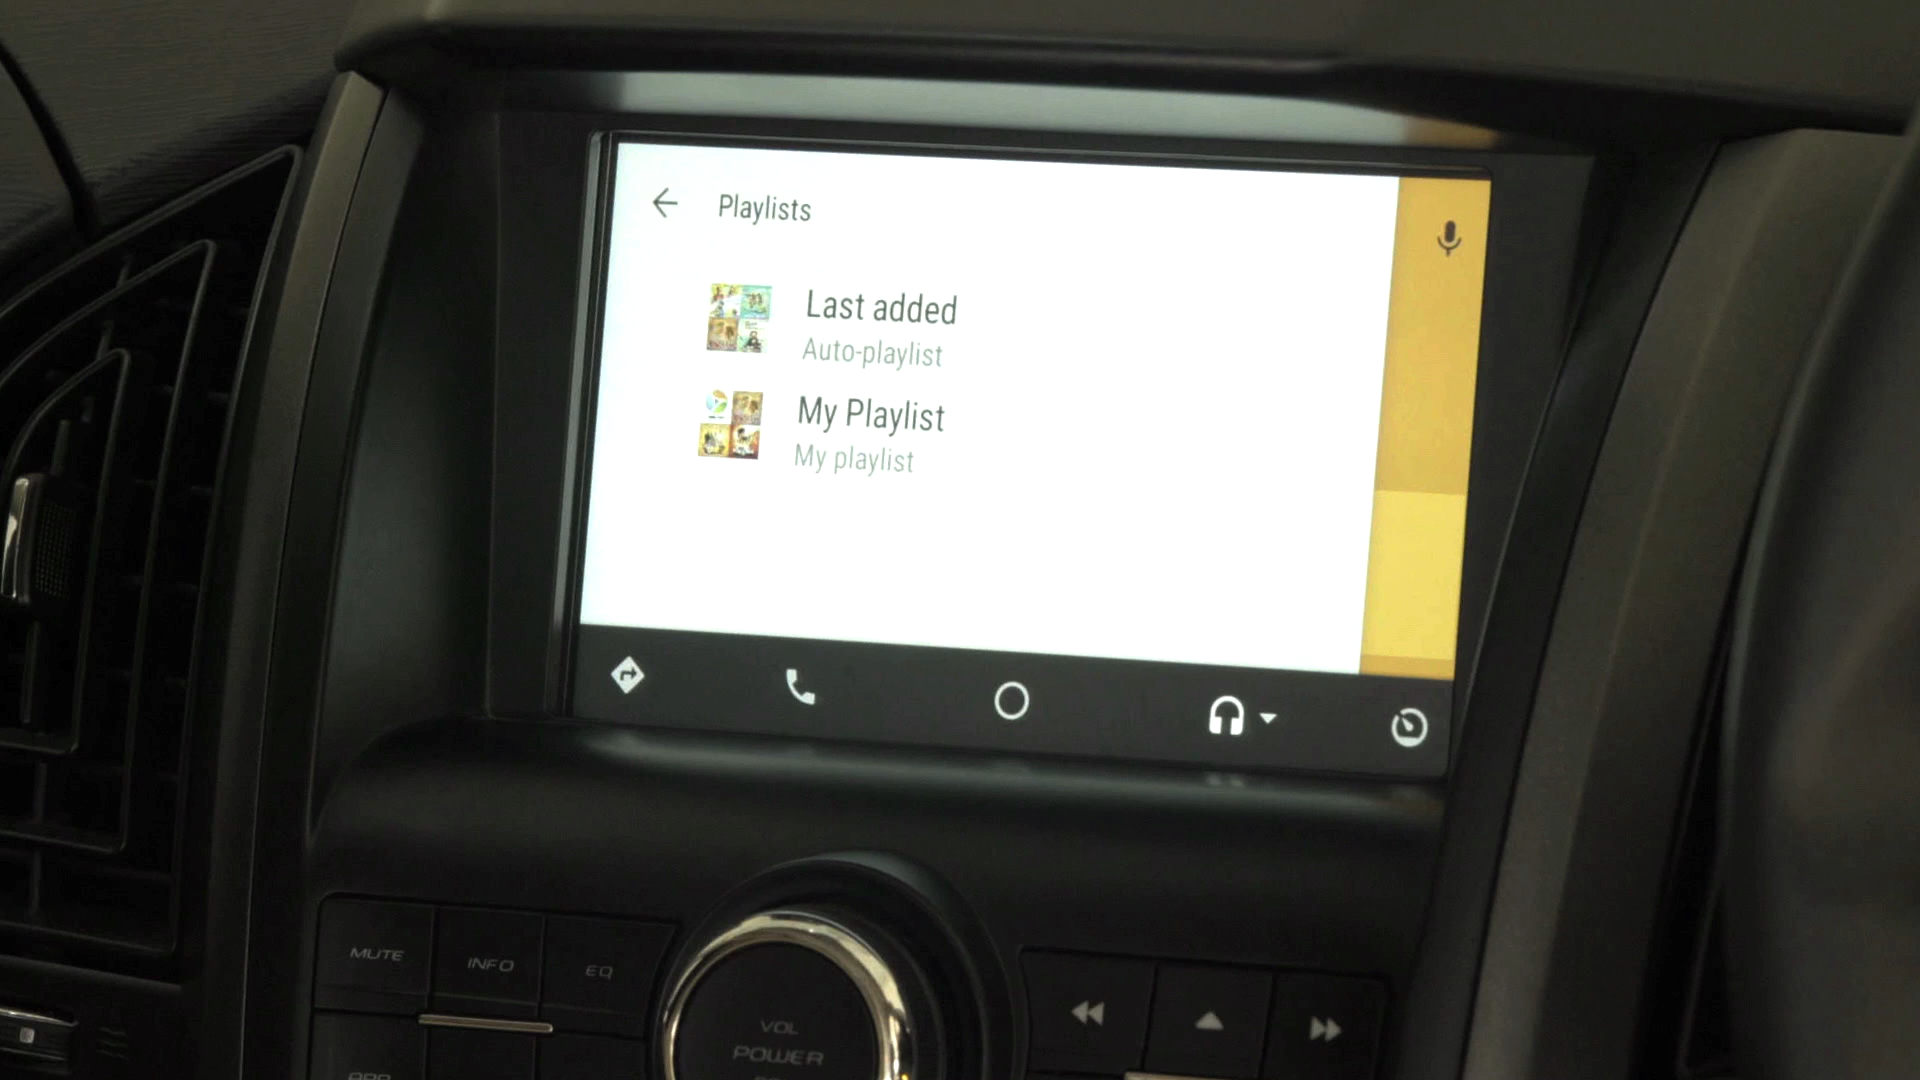 Playlists
Last added
Auto-playlist
My Playlist
My playlist
MUTE
INFO
EQ
VOL
POWER